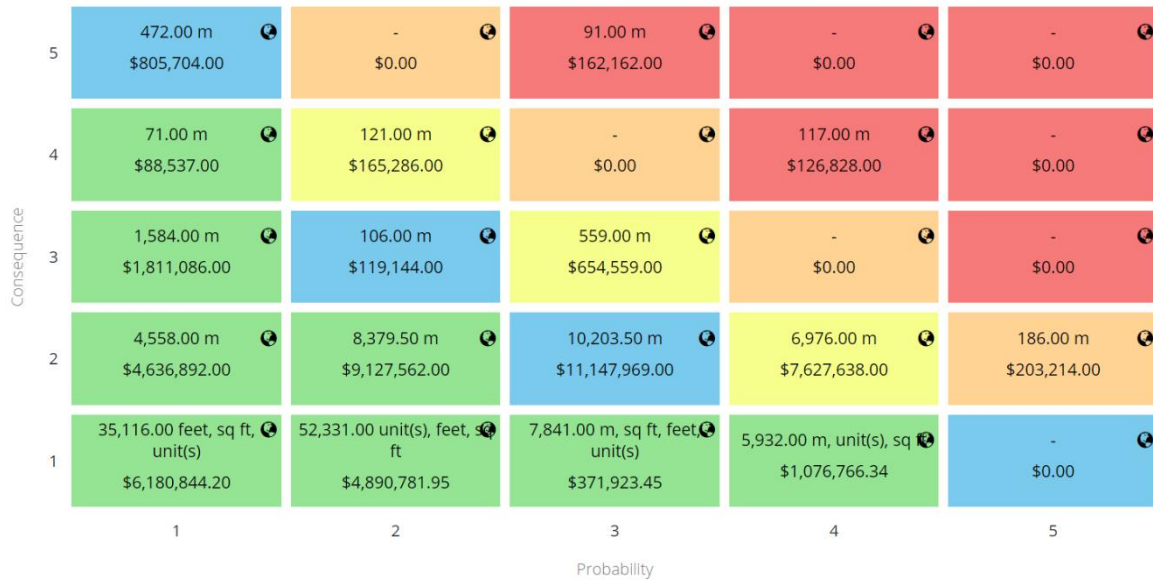 5
472.00 m
$805,704.00
-
$0.00
91.00 m
$162,162.00
-
$0.00
-
$0.00
4
71.00 m
$88,537.00
121.00 m
$165,286.00
-
$0.00
117.00 m
$126,828.00
-
$0.00
Consequence
3
1,584.00 m
$1,811,086.00
106.00 m
$119,144.00
559.00 m
$654,559.00
-
$0.00
-
$0.00
2
4,558.00 m
$4,636,892.00
8,379.50 m
$9,127,562.00
10,203.50 m
$11,147,969.00
6,976.00 m
$7,627,638.00
186.00 m
$203,214.00
1
35,116.00 feet, sq ft,
unit(s)
$6,180,844.20
52,331.00 unit(s), feet, sq
ft
$4,890,781.95
7,841.00 m, sq ft, feet,
unit(s)
$371,923.45
5,932.00 m, unit(s), sq ft
$1,076,766.34
-
$0.00
1
2
3
4
5
Probability